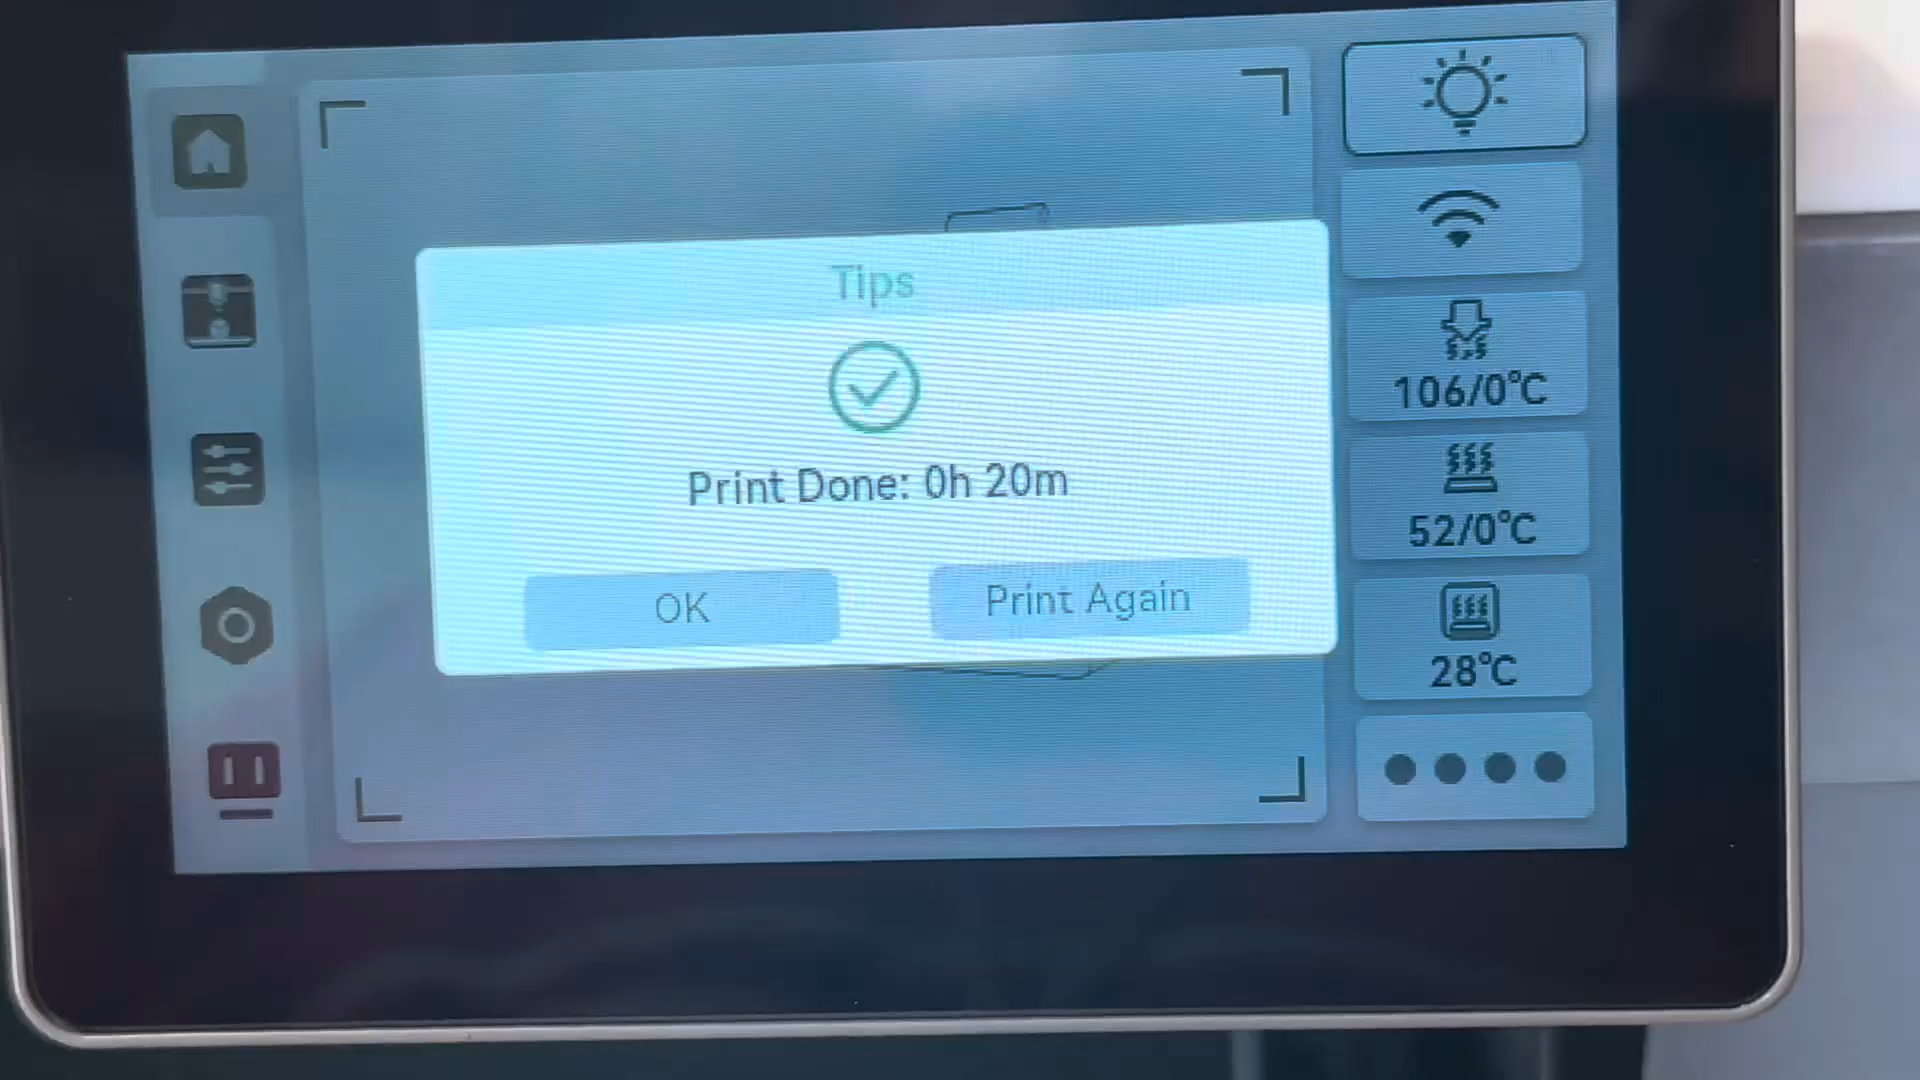 Tips
Print Done: 0h 20m
OK
Print Again
106/0℃
52/0℃
28℃